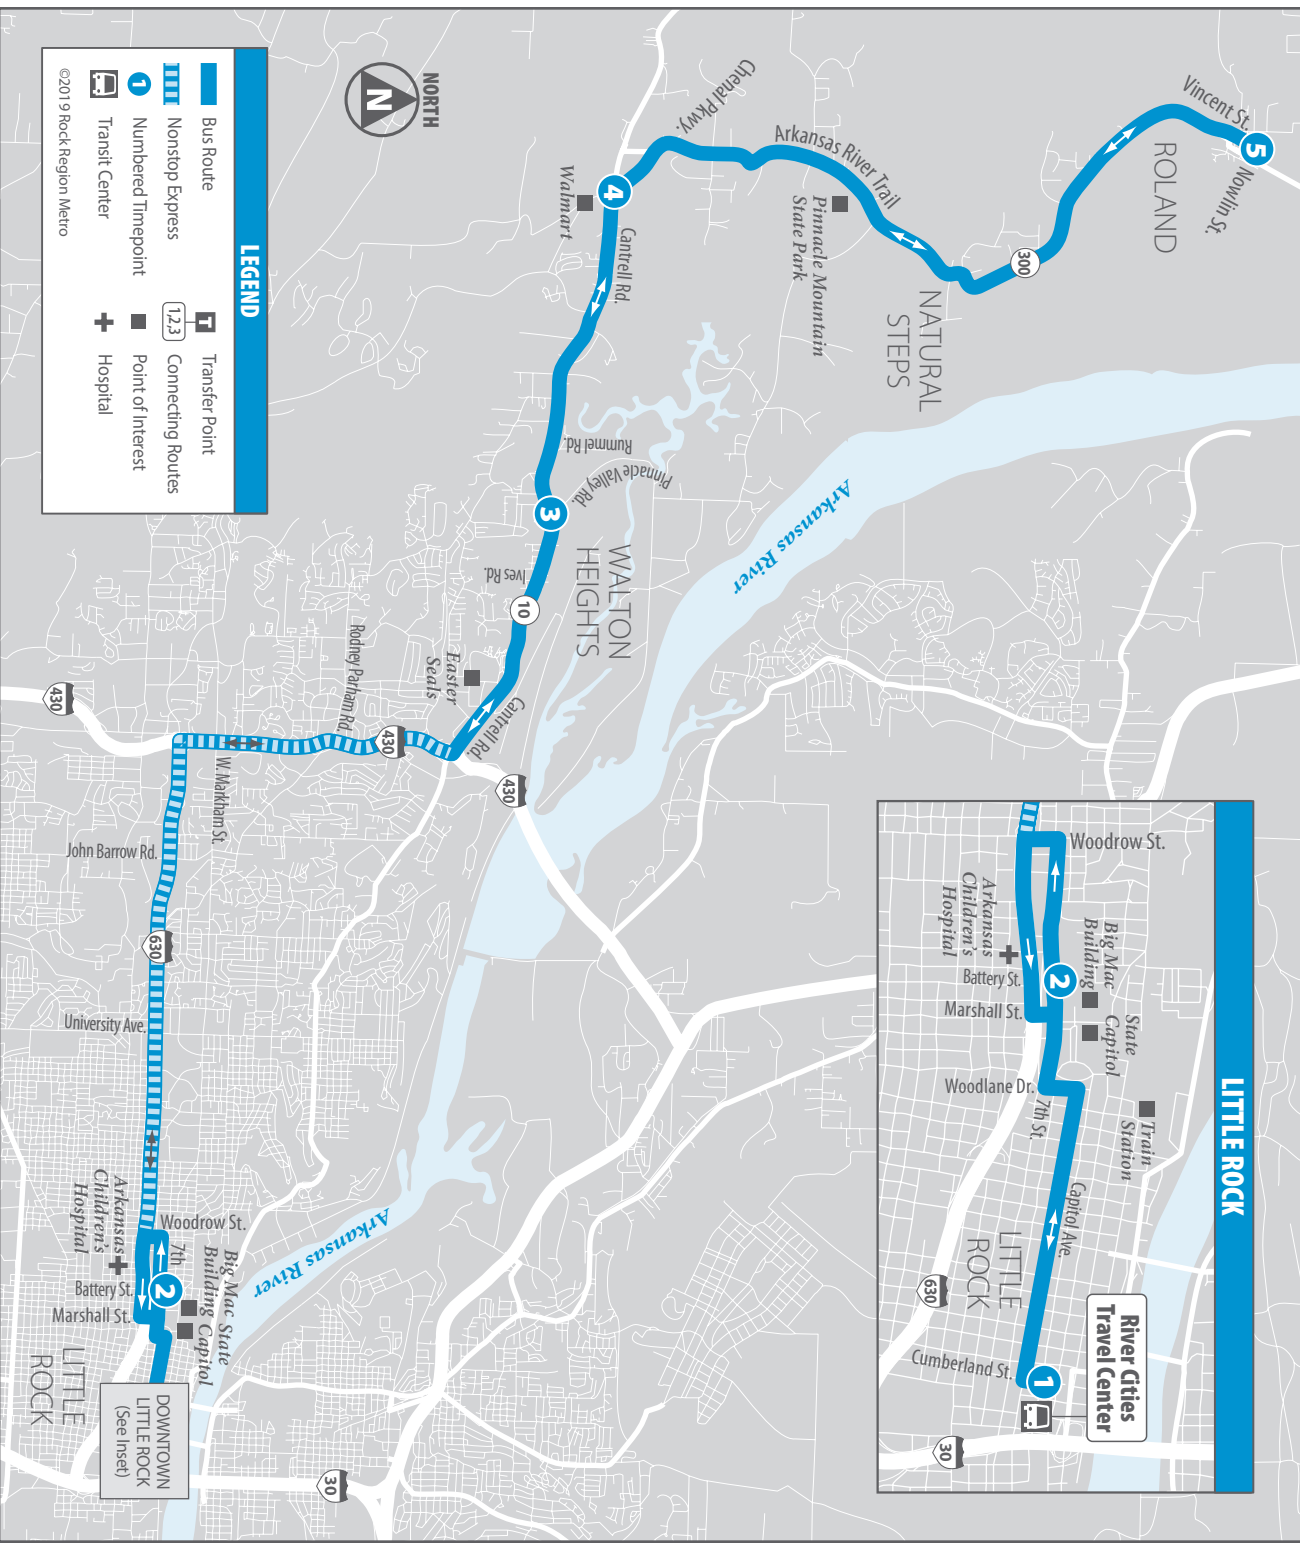 LEGEND
Bus Route
Nonstop Express
1
Numbered Timepoint
Transit Center
T
Transfer Point
1,2,3
Connecting Routes
Point of Interest
Hospital
©2019 Rock Region Metro
NORTH
N
Vincent St.
5
Nowlin St.
ROLAND
300
Chenal Pkwy.
Arkansas River Trail
Pinnacle Mountain
State Park
NATURAL
STEPS
4
Walmart
Cantrell Rd.
Rummel Rd.
Pinnacle Valley Rd.
3
Ives Rd.
WALTON
HEIGHTS
10
Arkansas River
Easter
Seals
Cantrell Rd.
Rodney Parham Rd.
430
430
430
W. Markham St.
John Barrow Rd.
630
University Ave.
Arkansas
Children's
Hospital
Woodrow St.
7th
2
Battery St.
Marshall St.
Big Mac
Building
State
Capitol
Arkansas River
LITTLE
ROCK
DOWNTOWN
LITTLE ROCK
(See Inset)
30
LITTLE ROCK
Woodrow St.
Arkansas
Children's
Hospital
Big Mac
Building
2
Battery St.
Marshall St.
State
Capitol
Woodlane Dr.
7th St.
Train
Station
Capitol Ave.
LITTLE
ROCK
630
River Cities
Travel Center
Cumberland St.
1
30